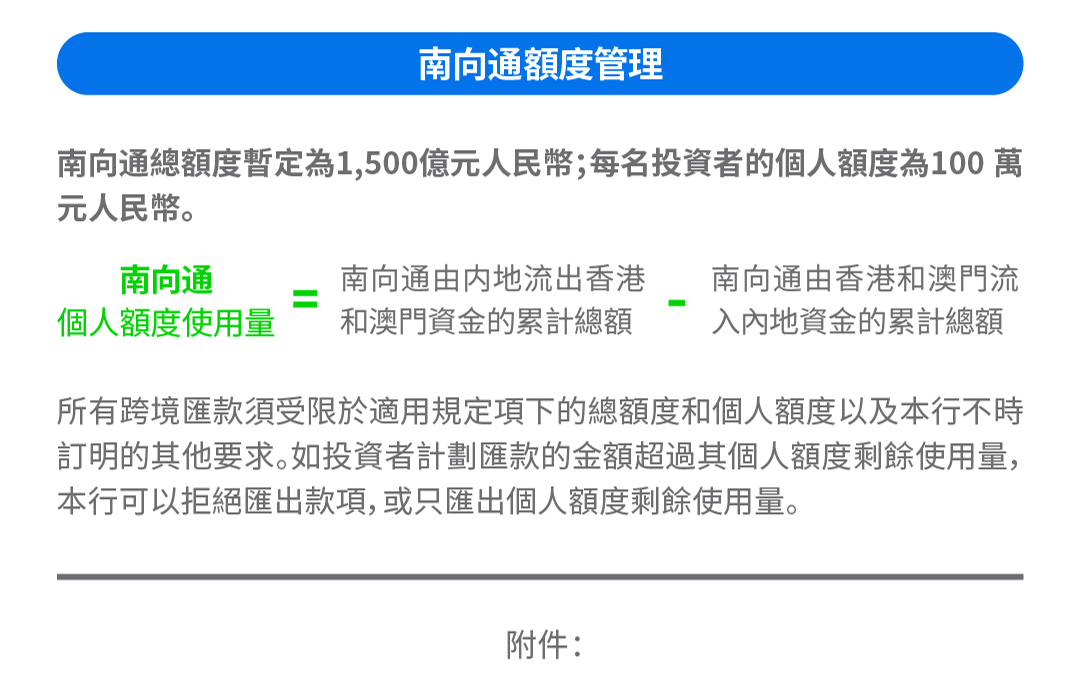 南向通額度管理
南向通總額度暫定為1,500億元人民幣；每名投資者的個人額度為100 萬
元人民幣。
南向通
個人額度使用量
=
南向通由內地流出香港
和澳門資金的累計總額
-
南向通由香港和澳門流
入內地資金的累計總額
所有跨境匯款須受限於適用規定項下的總額度和個人額度以及本行不時
訂明的其他要求。如投資者計劃匯款的金額超過其個人額度剩餘使用量，
本行可以拒絕匯出款項，或只匯出個人額度剩餘使用量。
附件：